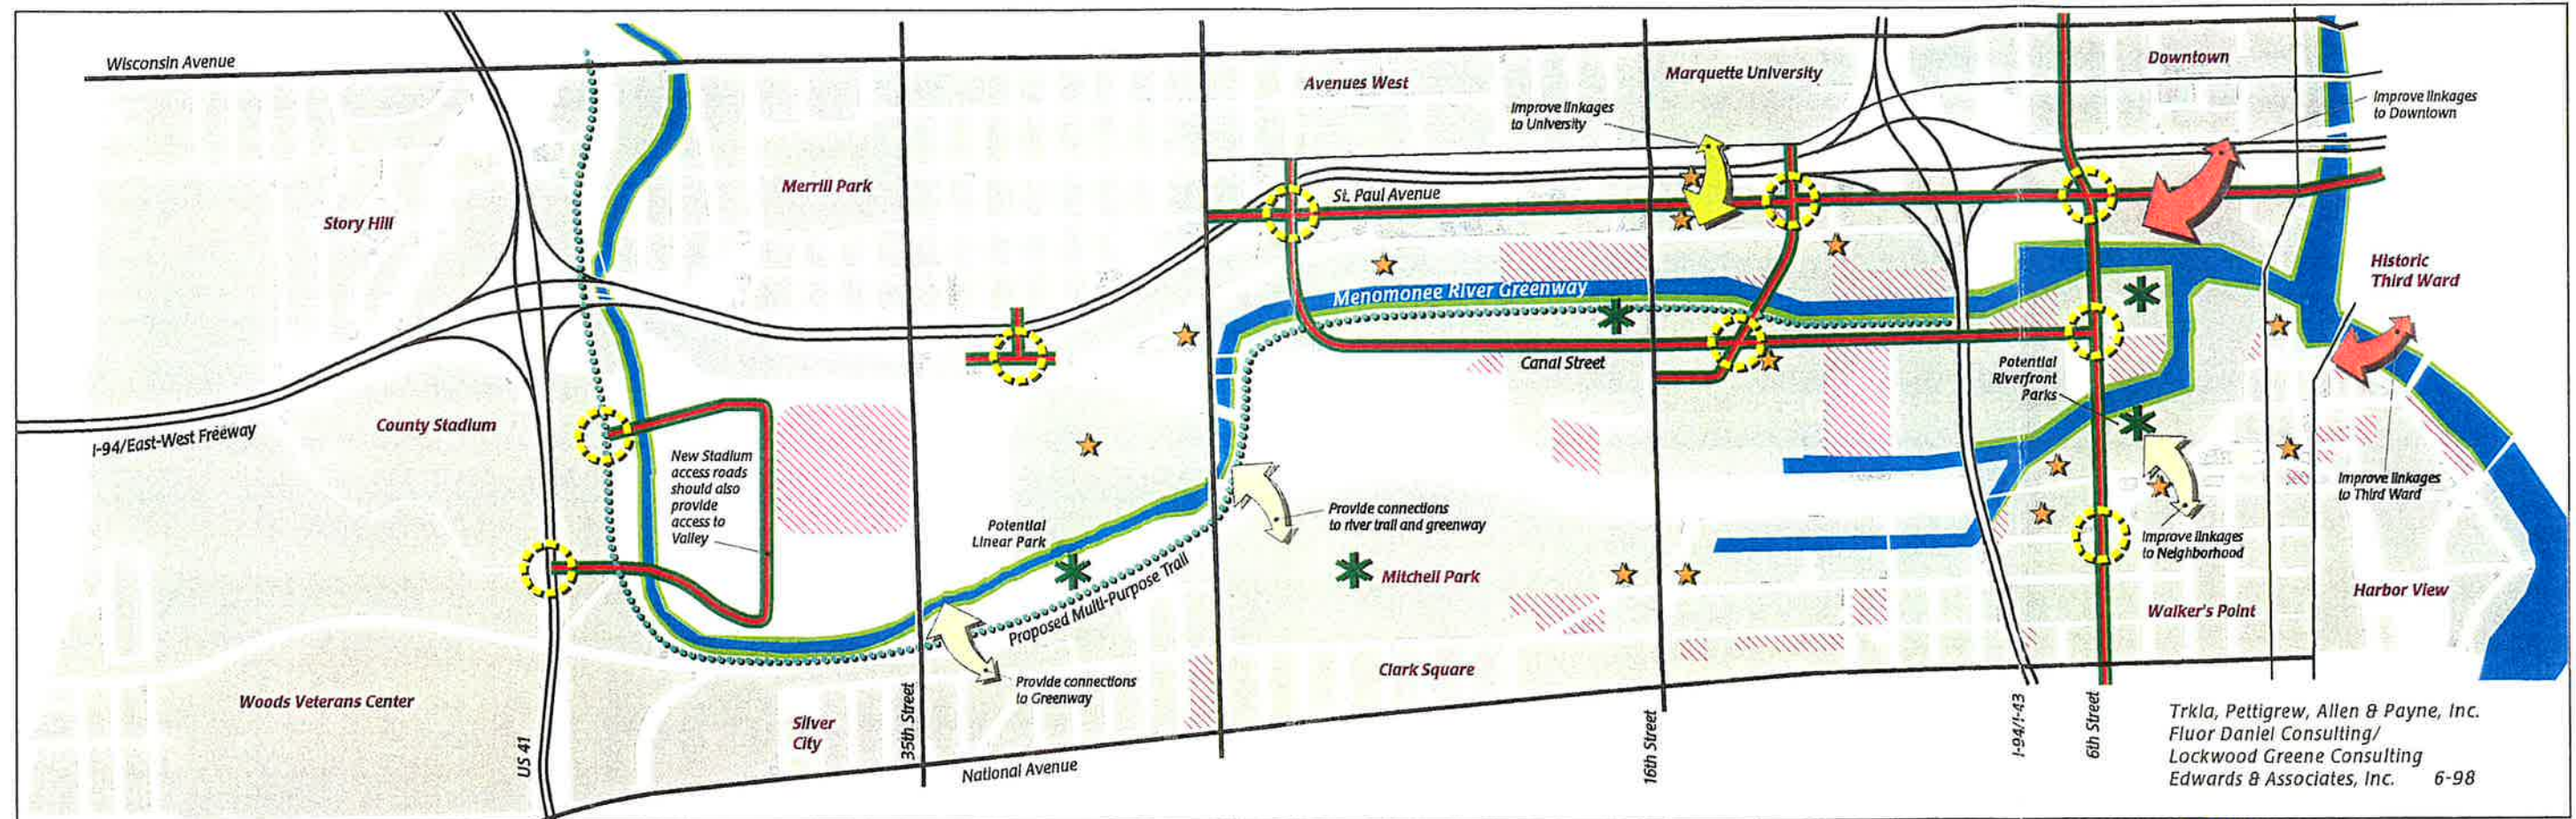 Wisconsin Avenue
Downtown
Marquette University
Avenues West
Improve linkages
to University
Improve linkages
to Downtown
Merrill Park
St. Paul Avenue
Story Hill
Historic
Third Ward
Menomonee River Greenway
Canal Street
Potential
Riverfront
Parks
County Stadium
I-94/East-West Freeway
New Stadium
access roads
should also
provide
access to
Valley
Improve linkages
to Third Ward
Provide connections
to river trail and greenway
Potential
Linear Park
Improve linkages
to Neighborhood
Mitchell Park
Proposed Multi-Purpose Trail
Harbor View
Walker's Point
Clark Square
Woods Veterans Center
Provide connections
to Greenway
Silver
City
US 41
35th Street
National Avenue
16th Street
I-94/I-43
6th Street
Trkla, Pettigrew, Allen & Payne, Inc.
Fluor Daniel Consulting/
Lockwood Greene Consulting
Edwards & Associates, Inc. 6-98